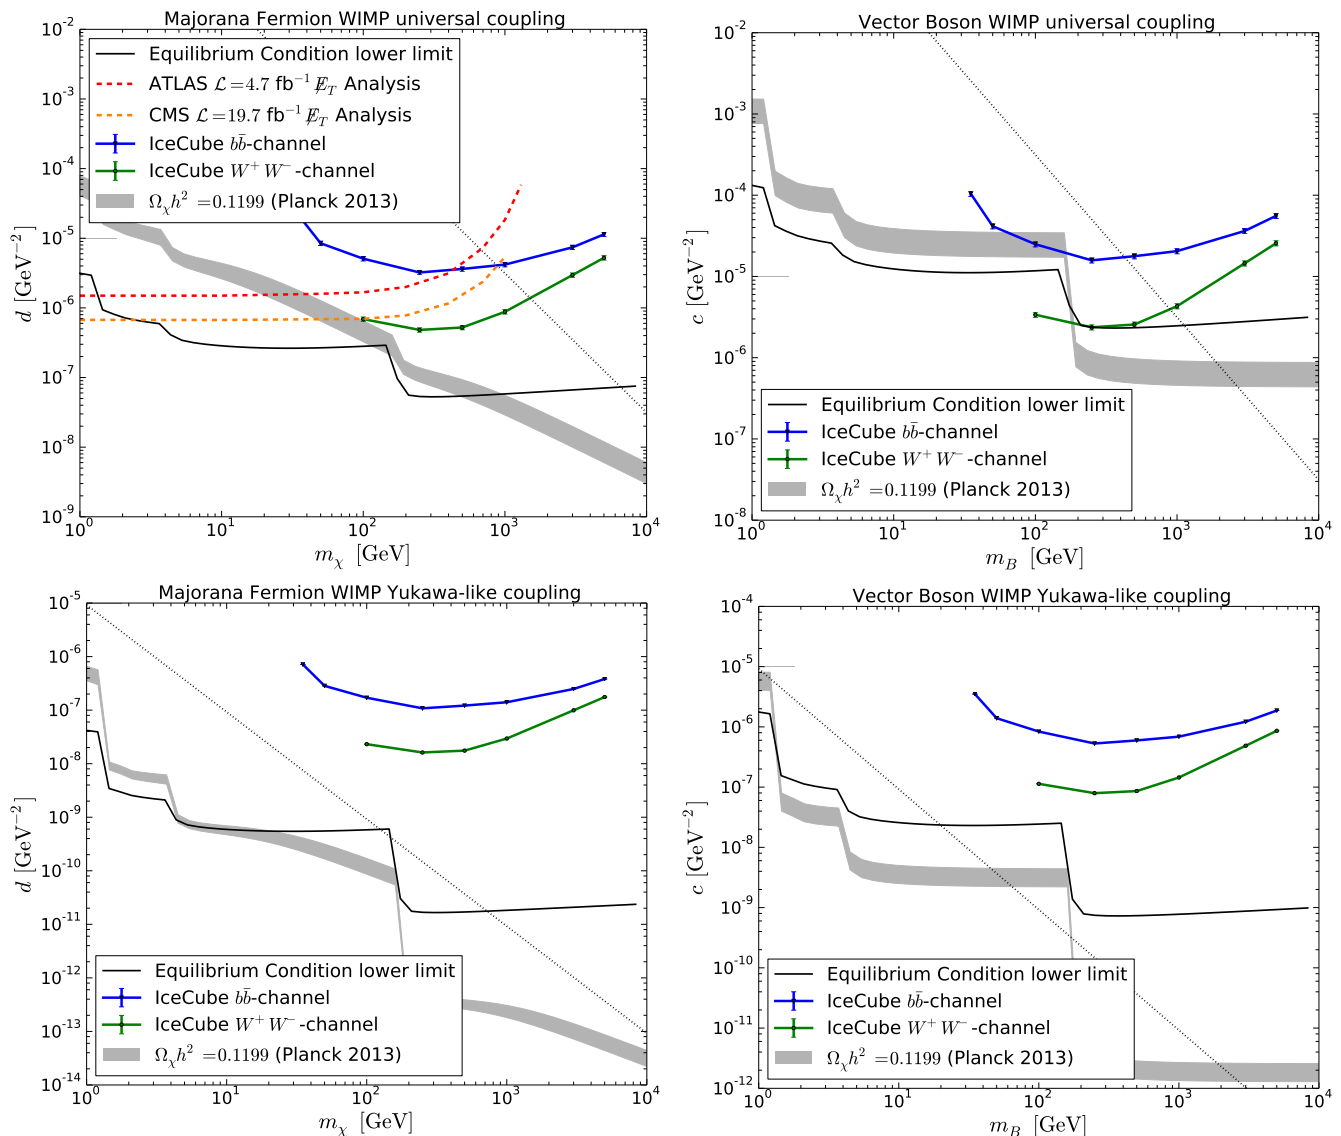 Majorana Fermion WIMP universal coupling
10⁻²
10⁻³
10⁻⁴
10⁻⁵
10⁻⁶
10⁻⁷
10⁻⁸
10⁻⁹
d [GeV⁻²]
Equilibrium Condition lower limit
ATLAS ℒ=4.7 fb⁻¹ E̸_T Analysis
CMS ℒ=19.7 fb⁻¹ E̸_T Analysis
IceCube bb̄-channel
IceCube W⁺W⁻-channel
Ω_χh² =0.1199 (Planck 2013)
10⁰ 10¹ 10² 10³ 10⁴
m_χ [GeV]
Vector Boson WIMP universal coupling
10⁻²
10⁻³
10⁻⁴
10⁻⁵
10⁻⁶
10⁻⁷
10⁻⁸
c [GeV⁻²]
Equilibrium Condition lower limit
IceCube bb̄-channel
IceCube W⁺W⁻-channel
Ω_χh² =0.1199 (Planck 2013)
10⁰ 10¹ 10² 10³ 10⁴
m_B [GeV]
Majorana Fermion WIMP Yukawa-like coupling
10⁻⁵
10⁻⁶
10⁻⁷
10⁻⁸
10⁻⁹
10⁻¹⁰
10⁻¹¹
10⁻¹²
10⁻¹³
10⁻¹⁴
d [GeV⁻²]
Equilibrium Condition lower limit
IceCube bb̄-channel
IceCube W⁺W⁻-channel
Ω_χh² =0.1199 (Planck 2013)
10⁰ 10¹ 10² 10³ 10⁴
m_χ [GeV]
Vector Boson WIMP Yukawa-like coupling
10⁻⁴
10⁻⁵
10⁻⁶
10⁻⁷
10⁻⁸
10⁻⁹
10⁻¹⁰
10⁻¹¹
10⁻¹²
c [GeV⁻²]
Equilibrium Condition lower limit
IceCube bb̄-channel
IceCube W⁺W⁻-channel
Ω_χh² =0.1199 (Planck 2013)
10⁰ 10¹ 10² 10³ 10⁴
m_B [GeV]